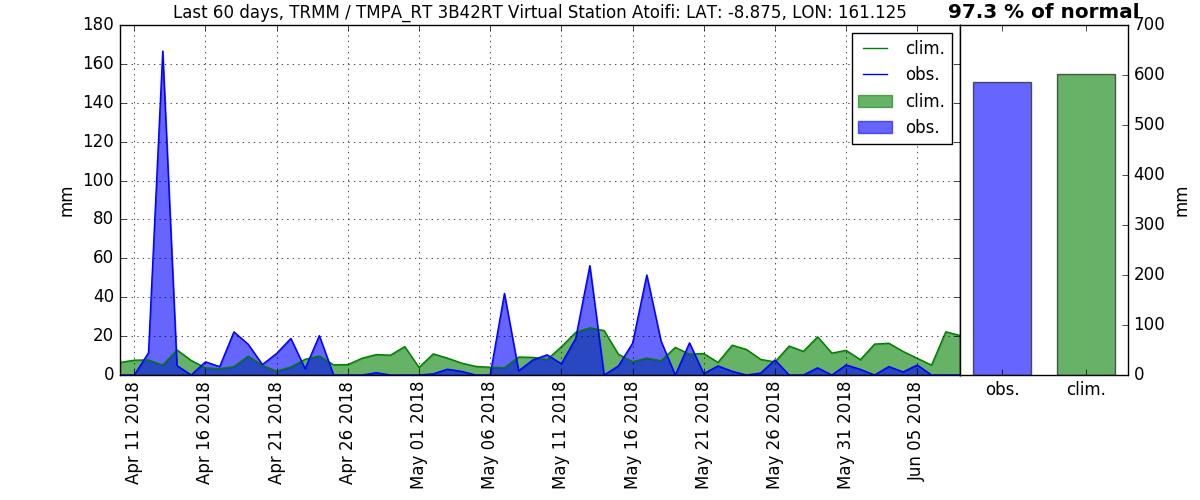 Last 60 days, TRMM / TMPA_RT 3B42RT Virtual Station Atoifi: LAT: -8.875, LON: 161.125
97.3 % of normal
180
160
140
120
100
80
60
40
20
0
mm
clim.
obs.
clim.
obs.
Apr 11 2018
Apr 16 2018
Apr 21 2018
Apr 26 2018
May 01 2018
May 06 2018
May 11 2018
May 16 2018
May 21 2018
May 26 2018
May 31 2018
Jun 05 2018
700
600
500
400
300
200
100
0
mm
obs.
clim.